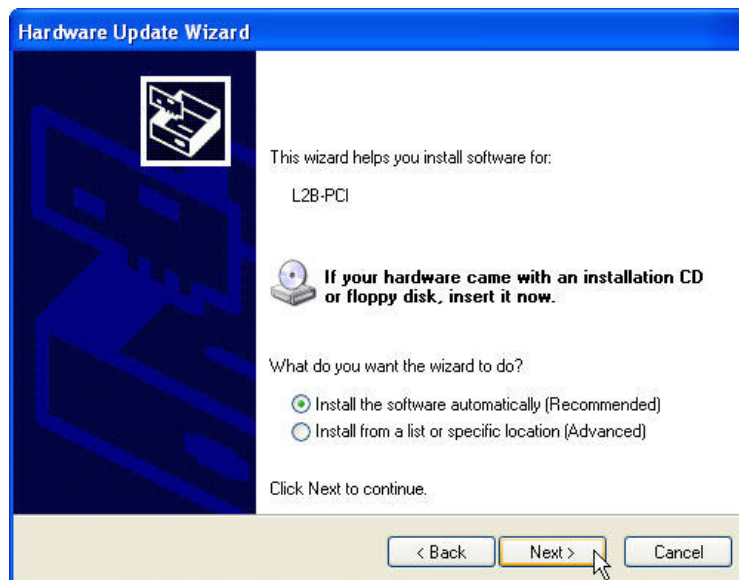 Hardware Update Wizard
This wizard helps you install software for:
L2B-PCI
If your hardware came with an installation CD
or floppy disk, insert it now.
What do you want the wizard to do?
Install the software automatically (Recommended)
Install from a list or specific location (Advanced)
Click Next to continue.
< Back Next > Cancel